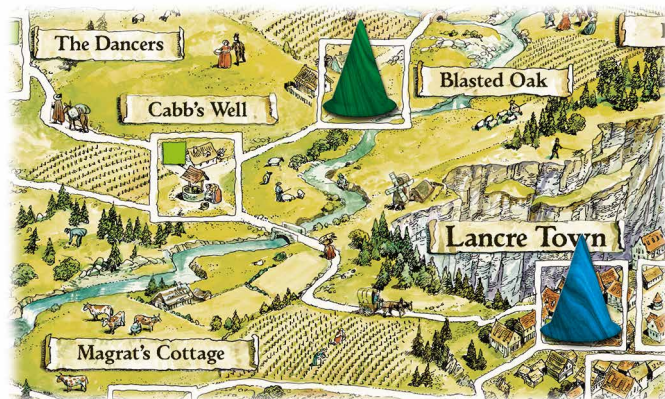 The Dancers
Blasted Oak
Cabb's Well
Lancre Town
Magrat's Cottage